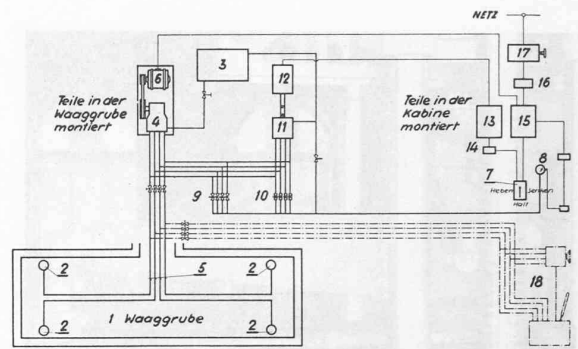 NETZ
17
6
3
12
16
Teile in der
Waaggrube
montiert
Teile in der
Kabine
montiert
4
11
13
15
14
8
7
Heben Senken
Halt
9
10
2
5
2
18
1 Waaggrube
2
2